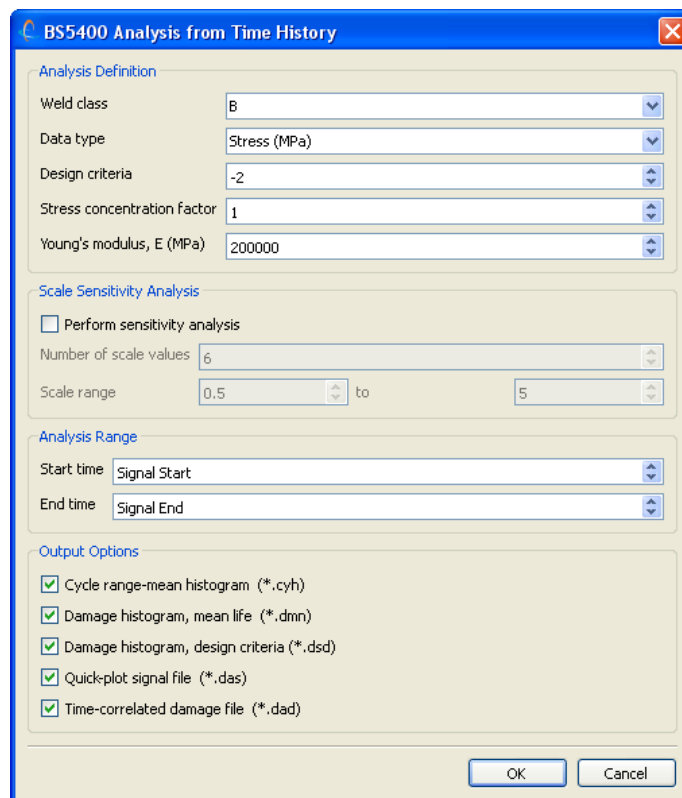 BS5400 Analysis from Time History
Analysis Definition
Weld class B
Data type Stress (MPa)
Design criteria -2
Stress concentration factor 1
Young's modulus, E (MPa) 200000
Scale Sensitivity Analysis
Perform sensitivity analysis
Number of scale values 6
Scale range 0.5 to 5
Analysis Range
Start time Signal Start
End time Signal End
Output Options
Cycle range-mean histogram (*.cyh)
Damage histogram, mean life (*.dmn)
Damage histogram, design criteria (*.dsd)
Quick-plot signal file (*.das)
Time-correlated damage file (*.dad)
OK Cancel